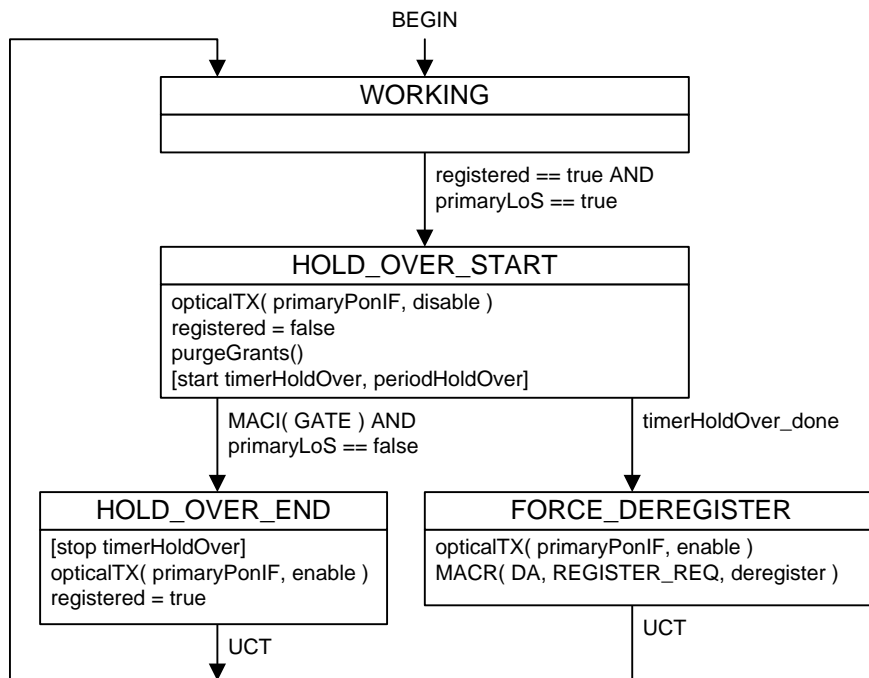 BEGIN
WORKING
registered == true AND
primaryLoS == true
HOLD_OVER_START
opticalTX( primaryPonIF, disable )
registered = false
purgeGrants()
[start timerHoldOver, periodHoldOver]
MACI( GATE ) AND
primaryLoS == false
timerHoldOver_done
HOLD_OVER_END
[stop timerHoldOver]
opticalTX( primaryPonIF, enable )
registered = true
FORCE_DEREGISTER
opticalTX( primaryPonIF, enable )
MACR( DA, REGISTER_REQ, deregister )
UCT
UCT